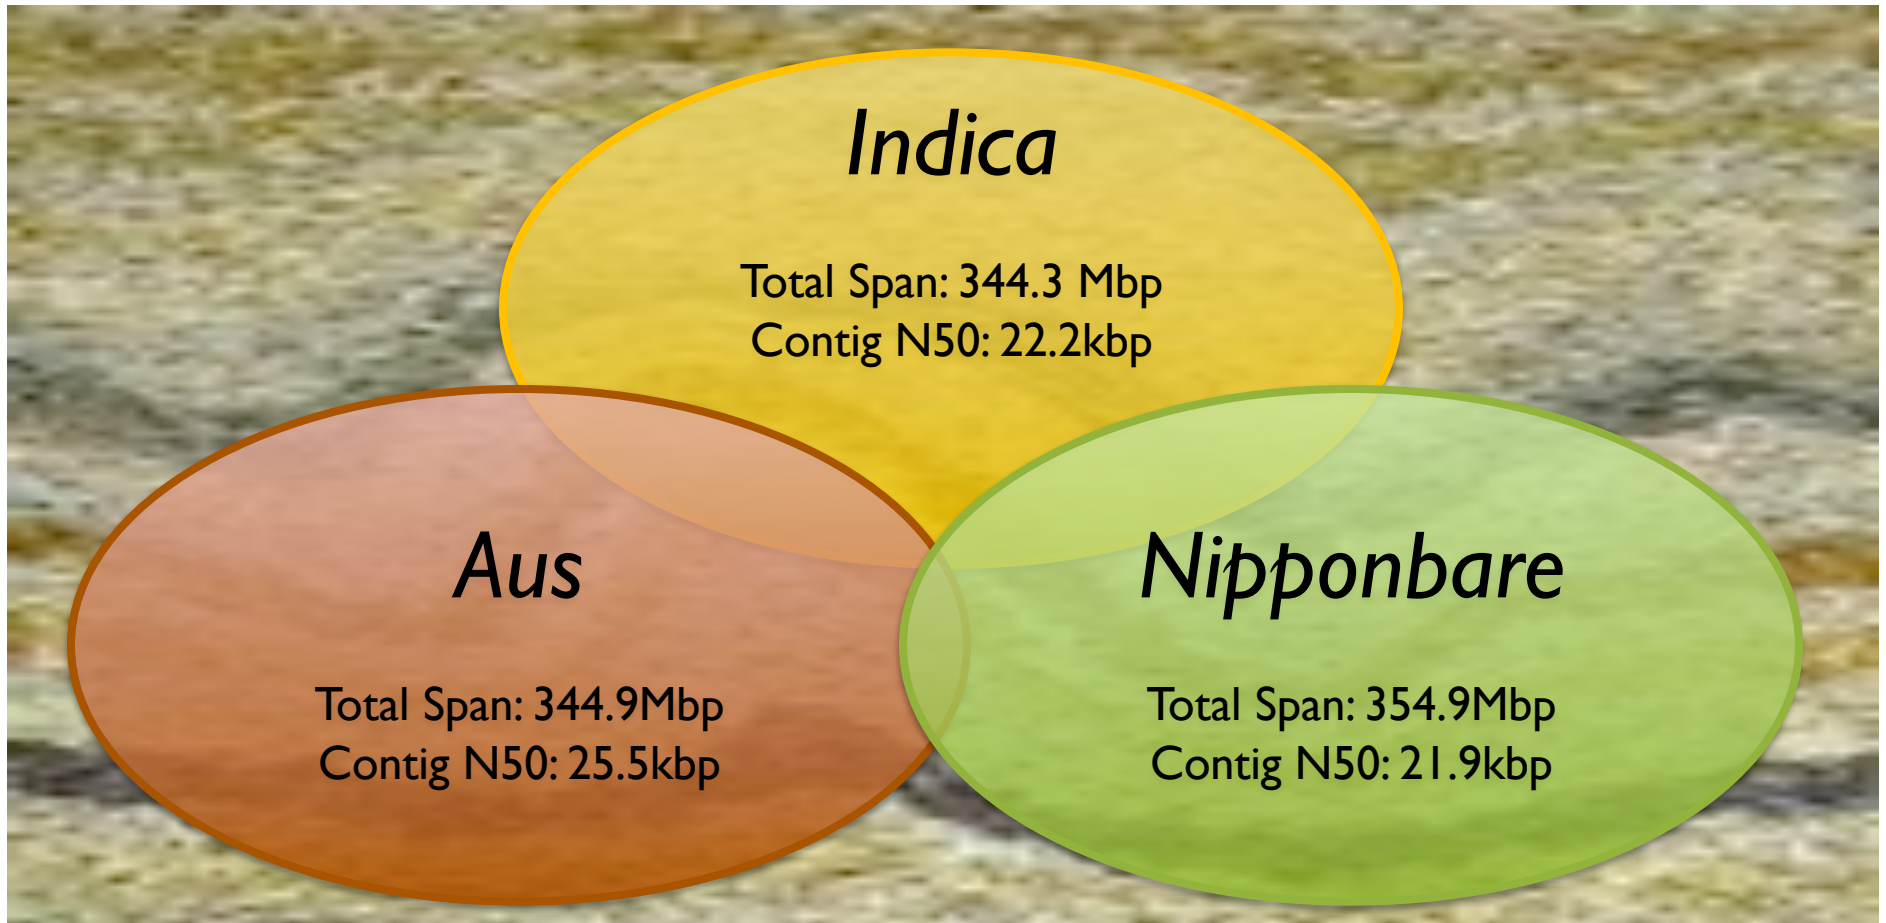 Indica
Total Span: 344.3 Mbp
Contig N50: 22.2kbp
Aus
Total Span: 344.9Mbp
Contig N50: 25.5kbp
Nipponbare
Total Span: 354.9Mbp
Contig N50: 21.9kbp